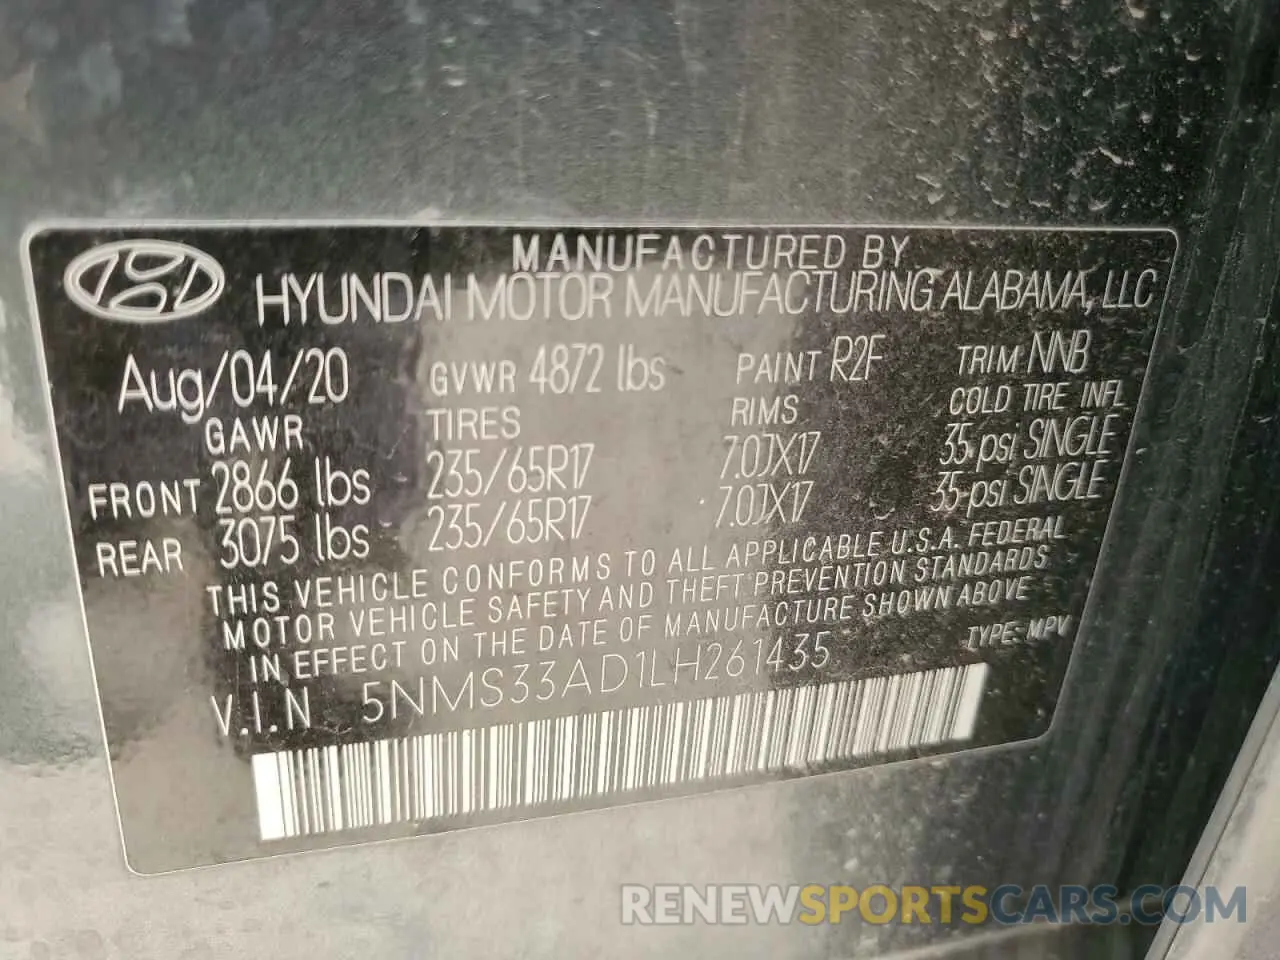 MANUFACTURED BY
HYUNDAI MOTOR MANUFACTURING ALABAMA, LLC
Aug/04/20 GVWR 4872 lbs PAINT R2F TRIM NNB
GAWR TIRES RIMS COLD TIRE INFL
FRONT 2866 lbs 235/65R17 7.0JX17 35-psi SINGLE
REAR 3075 lbs 235/65R17 7.0JX17 35-psi SINGLE
THIS VEHICLE CONFORMS TO ALL APPLICABLE U.S.A. FEDERAL
MOTOR VEHICLE SAFETY AND THEFT PREVENTION STANDARDS
IN EFFECT ON THE DATE OF MANUFACTURE SHOWN ABOVE
V.I.N 5NMS33AD1LH261435 TYPE: MPV
RENEWSPORTSCARS.COM